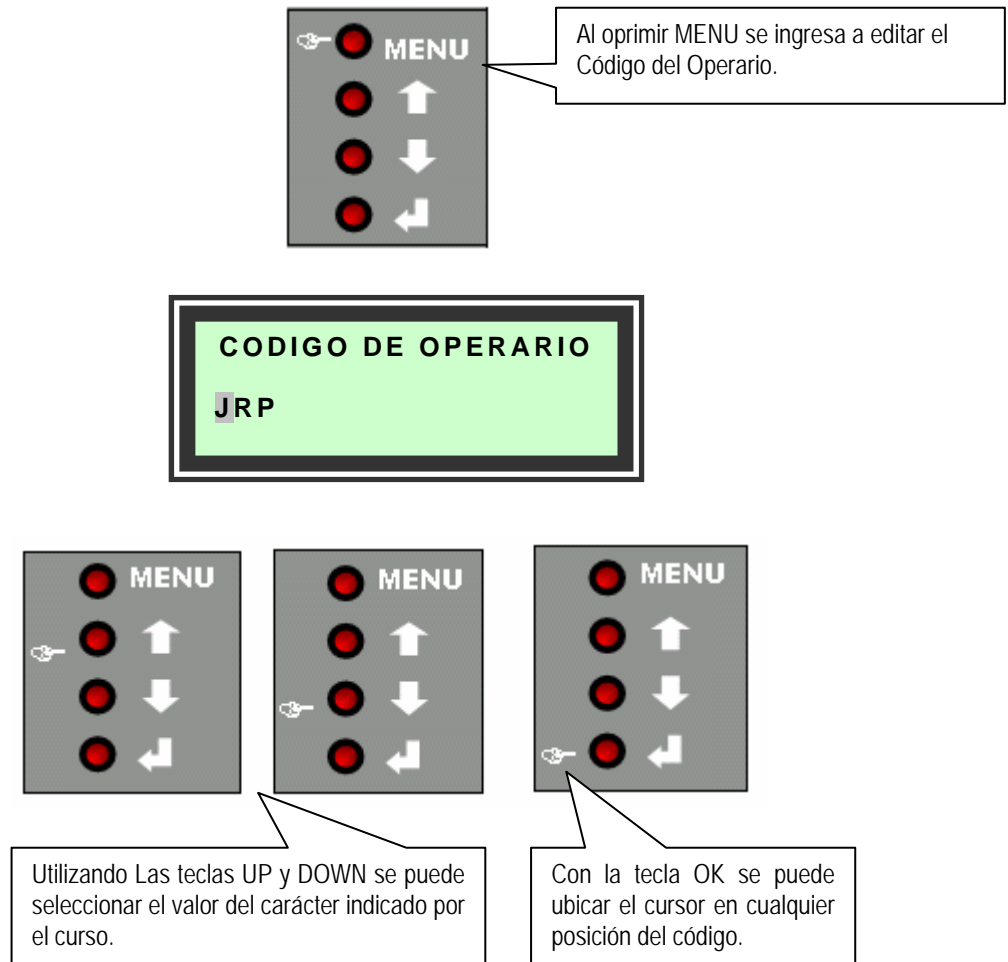 MENU
Al oprimir MENU se ingresa a editar el
Código del Operario.
CODIGO DE OPERARIO
JRP
MENU
MENU
MENU
Utilizando Las teclas UP y DOWN se puede
seleccionar el valor del carácter indicado por
el curso.
Con la tecla OK se puede
ubicar el cursor en cualquier
posición del código.